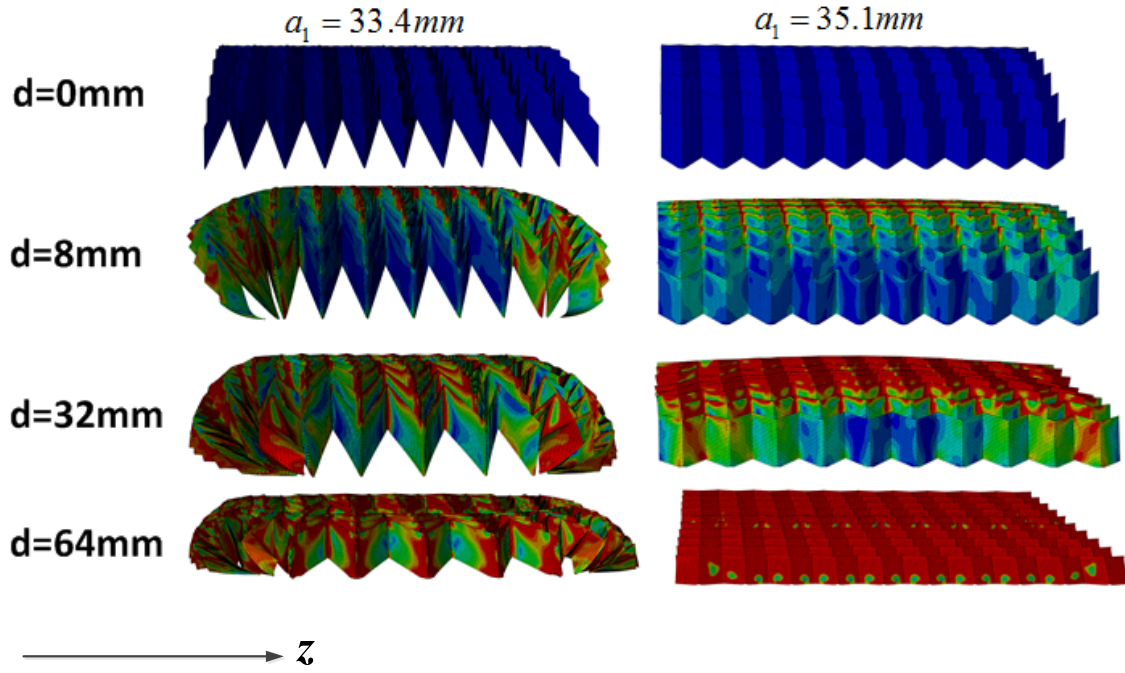 a₁ = 33.4mm
a₁ = 35.1mm
d=0mm
d=8mm
d=32mm
d=64mm
z